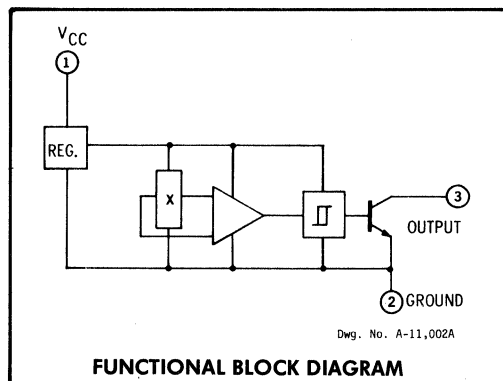 VCC
1
REG.
X
3
OUTPUT
2 GROUND
Dwg. No. A-11,002A
FUNCTIONAL BLOCK DIAGRAM